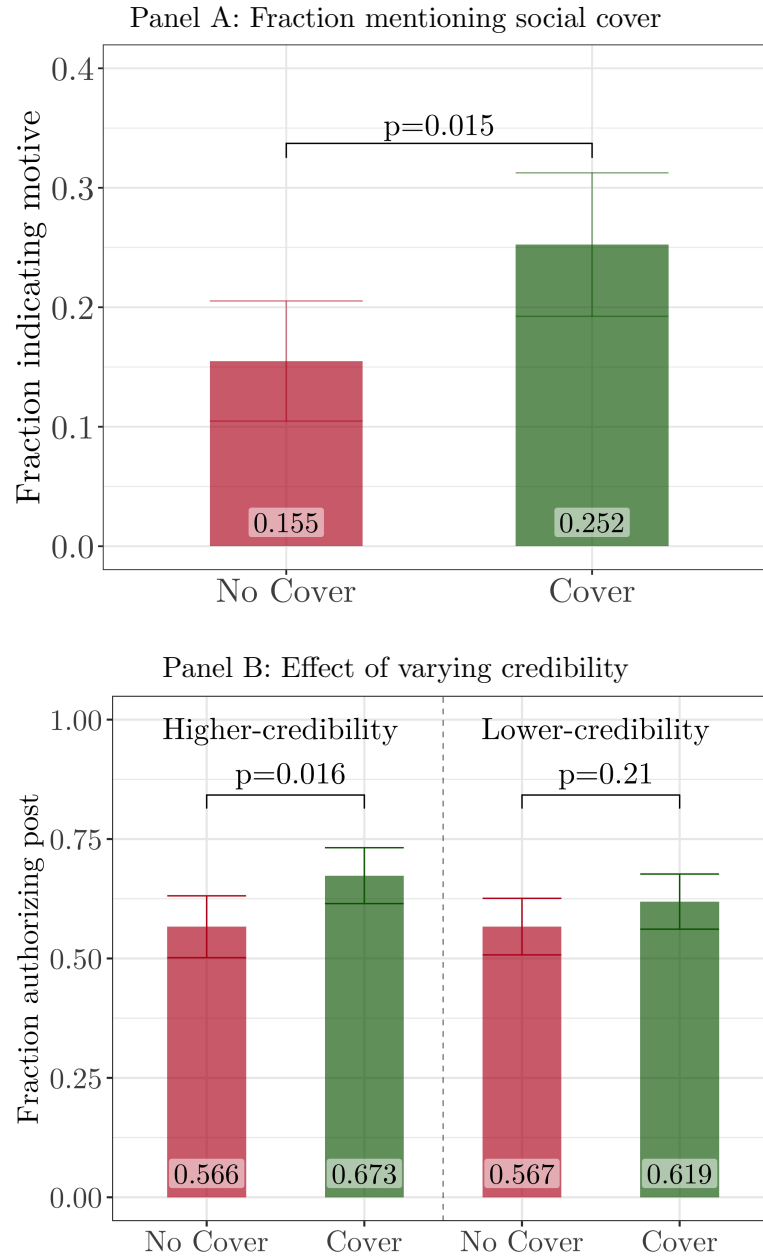 Panel A: Fraction mentioning social cover
Fraction indicating motive
0.4
0.3
0.2
0.1
0.0
p=0.015
0.155
0.252
No Cover
Cover
Panel B: Effect of varying credibility
Fraction authorizing post
1.00
0.75
0.50
0.25
0.00
Higher-credibility
Lower-credibility
p=0.016
p=0.21
0.566
0.673
0.567
0.619
No Cover
Cover
No Cover
Cover